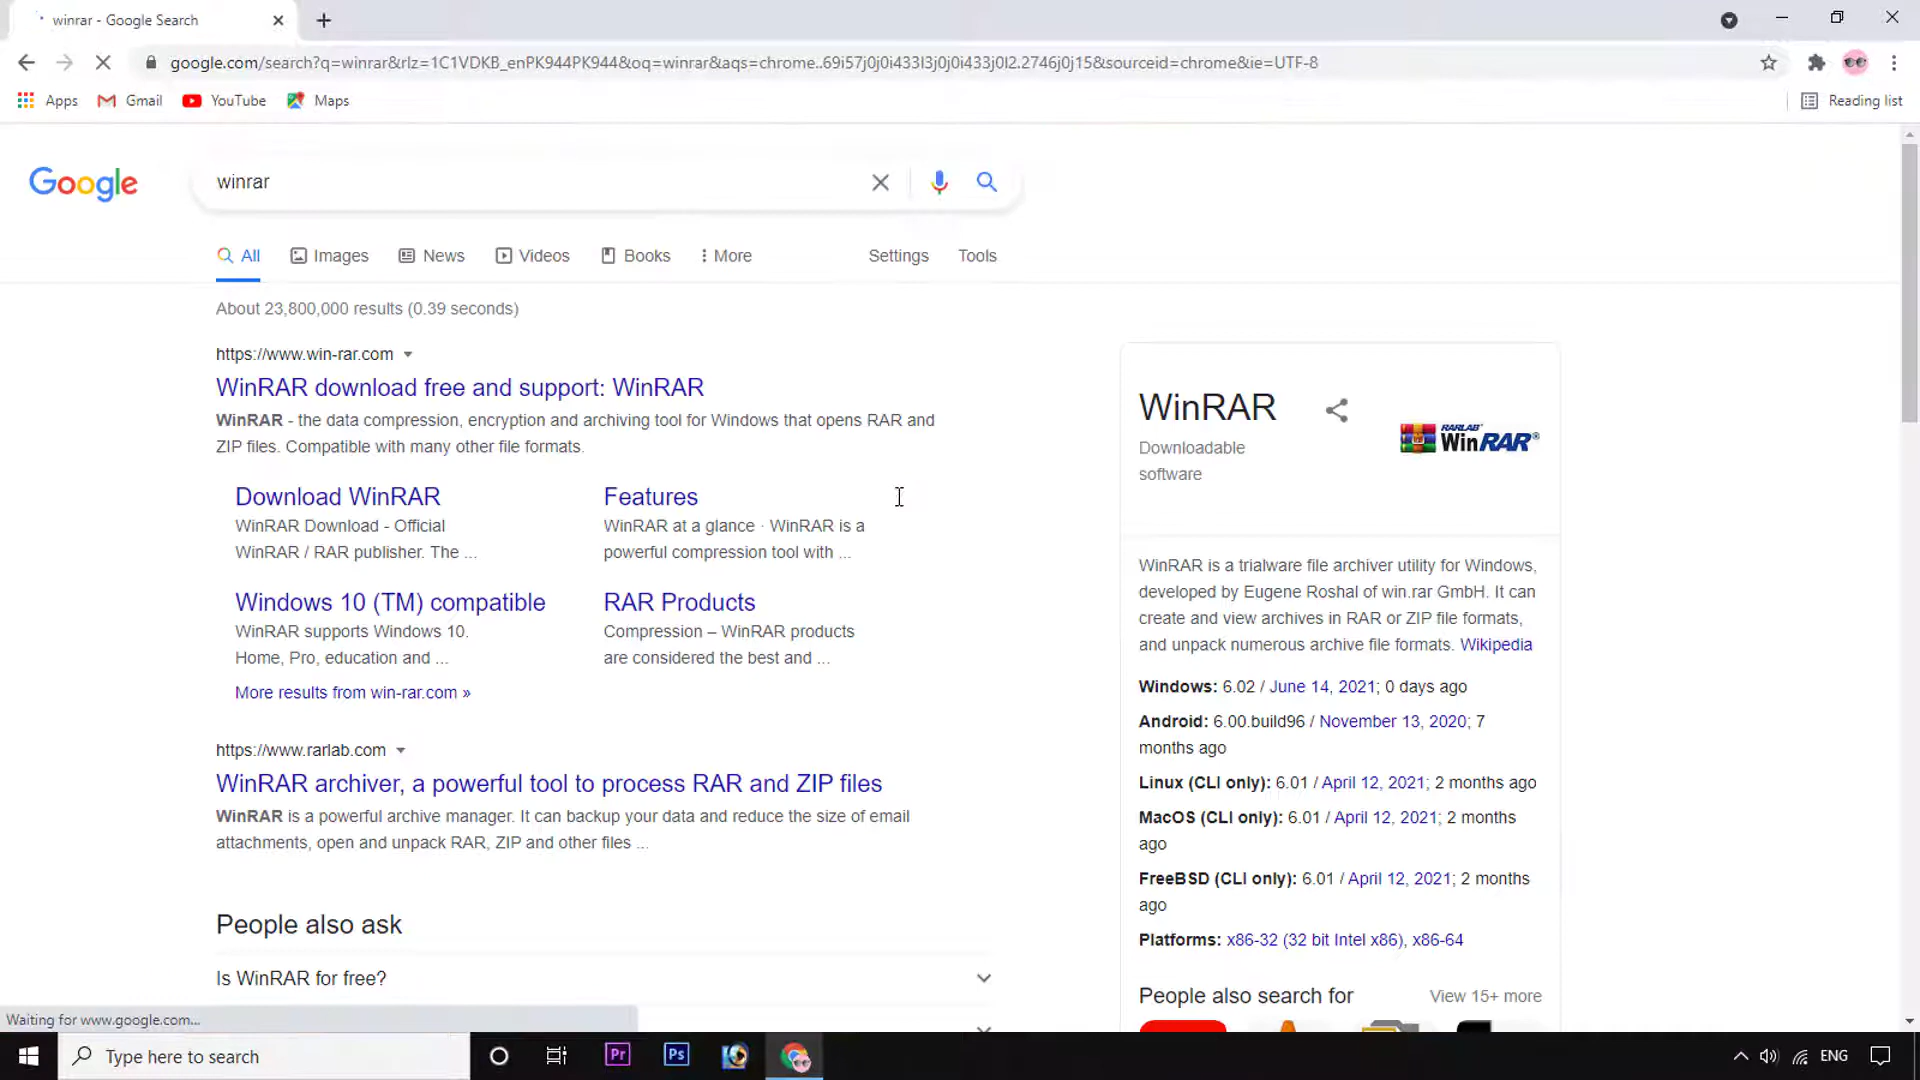 winrar - Google Search
google.com/search?q=winrar&rlz=1C1VDKB_enPK944PK944&oq=winrar&aqs=chrome..69i57j0j0i433l3j0j0i433j0l2.2746j0j15&sourceid=chrome&ie=UTF-8
Apps Gmail YouTube Maps Reading list
Google winrar
All Images News Videos Books More Settings Tools
About 23,800,000 results (0.39 seconds)
https://www.win-rar.com
WinRAR download free and support: WinRAR
WinRAR - the data compression, encryption and archiving tool for Windows that opens RAR and
ZIP files. Compatible with many other file formats.
Download WinRAR
WinRAR Download - Official
WinRAR / RAR publisher. The ...
Features
WinRAR at a glance · WinRAR is a
powerful compression tool with ...
Windows 10 (TM) compatible
WinRAR supports Windows 10.
Home, Pro, education and ...
RAR Products
Compression – WinRAR products
are considered the best and ...
More results from win-rar.com »
https://www.rarlab.com
WinRAR archiver, a powerful tool to process RAR and ZIP files
WinRAR is a powerful archive manager. It can backup your data and reduce the size of email
attachments, open and unpack RAR, ZIP and other files ...
People also ask
Is WinRAR for free?
WinRAR
Downloadable
software
RARLAB
WinRAR®
WinRAR is a trialware file archiver utility for Windows,
developed by Eugene Roshal of win.rar GmbH. It can
create and view archives in RAR or ZIP file formats,
and unpack numerous archive file formats. Wikipedia
Windows: 6.02 / June 14, 2021; 0 days ago
Android: 6.00.build96 / November 13, 2020; 7
months ago
Linux (CLI only): 6.01 / April 12, 2021; 2 months ago
MacOS (CLI only): 6.01 / April 12, 2021; 2 months
ago
FreeBSD (CLI only): 6.01 / April 12, 2021; 2 months
ago
Platforms: x86-32 (32 bit Intel x86), x86-64
People also search for View 15+ more
Waiting for www.google.com...
Type here to search Pr Ps ENG